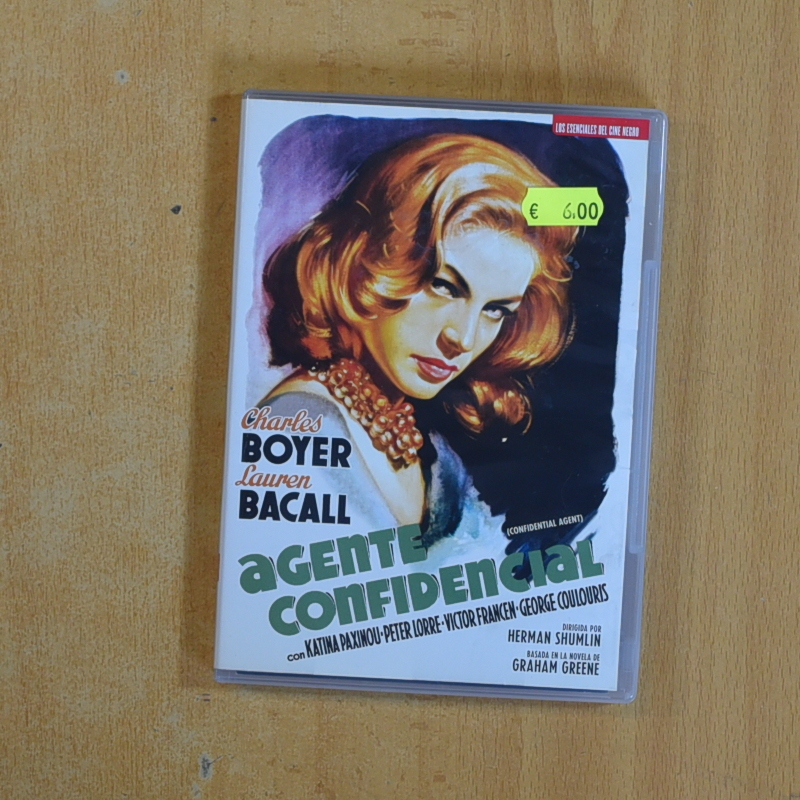 LOS ESENCIALES DEL CINE NEGRO
€ 6.00
Charles
BOYER
Lauren
BACALL
(CONFIDENTIAL AGENT)
AGENTE
CONFIDENCIAL
con KATINA PAXINOU·PETER LORRE·VICTOR FRANCEN·GEORGE COULOURIS
DIRIGIDA POR
HERMAN SHUMLIN
BASADA EN LA NOVELA DE
GRAHAM GREENE